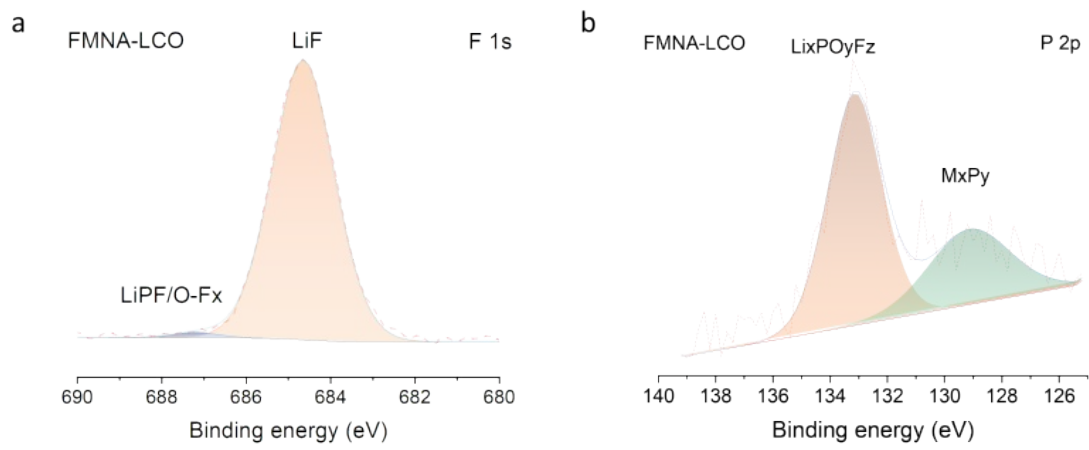 a
FMNA-LCO
LiF
F 1s
LiPF/O-Fx
690
688
686
684
682
680
Binding energy (eV)
b
FMNA-LCO
LixPOyFz
P 2p
MxPy
140
138
136
134
132
130
128
126
Binding energy (eV)